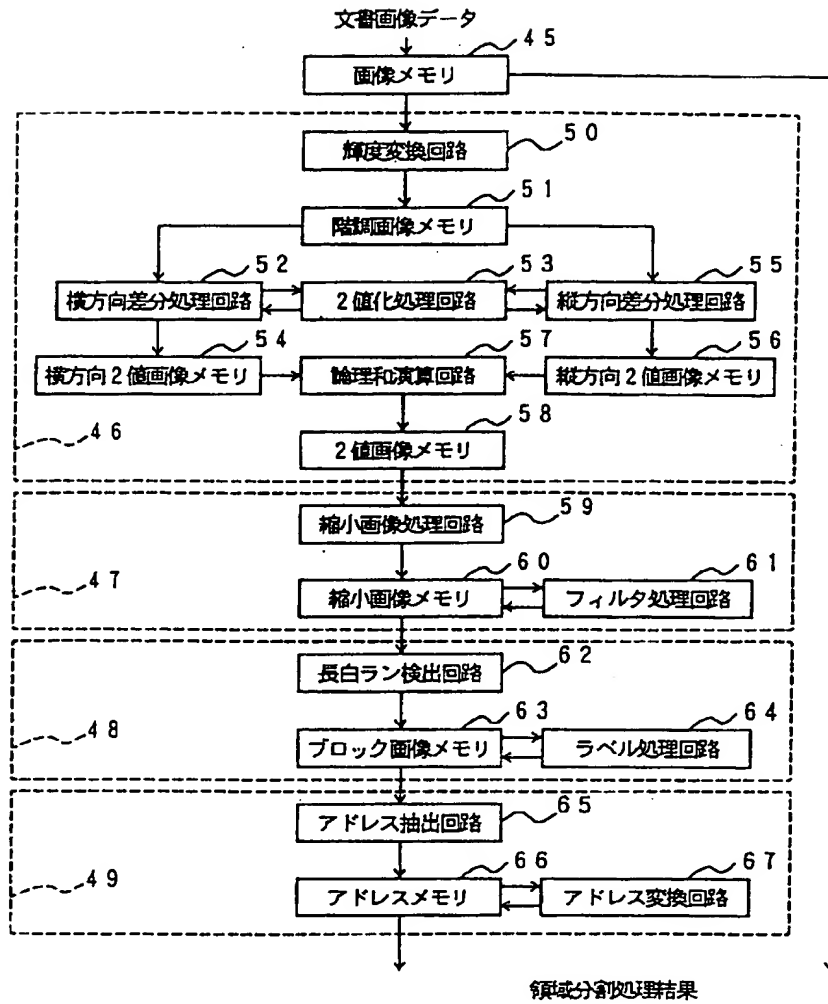 文書画像データ
45
画像メモリ
50
輝度変換回路
51
階調画像メモリ
52 53 55
横方向差分処理回路 2値化処理回路 縦方向差分処理回路
54 57 56
横方向2値画像メモリ 論理和演算回路 縦方向2値画像メモリ
46
58
2値画像メモリ
59
縮小画像処理回路
47
60 61
縮小画像メモリ フィルタ処理回路
62
長白ラン検出回路
48
63 64
ブロック画像メモリ ラベル処理回路
65
アドレス抽出回路
49
66 67
アドレスメモリ アドレス変換回路
領域分割処理結果